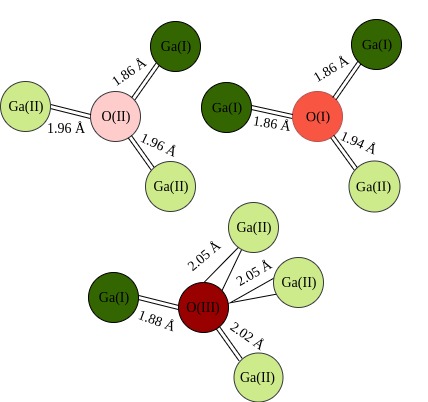 Ga(I)
1.86 Å
Ga(II)
O(II)
1.96 Å
1.96 Å
Ga(II)
Ga(I)
1.86 Å
Ga(I)
O(I)
1.86 Å
1.94 Å
Ga(II)
Ga(II)
2.05 Å
2.05 Å
Ga(II)
Ga(I)
O(III)
1.88 Å
2.02 Å
Ga(II)